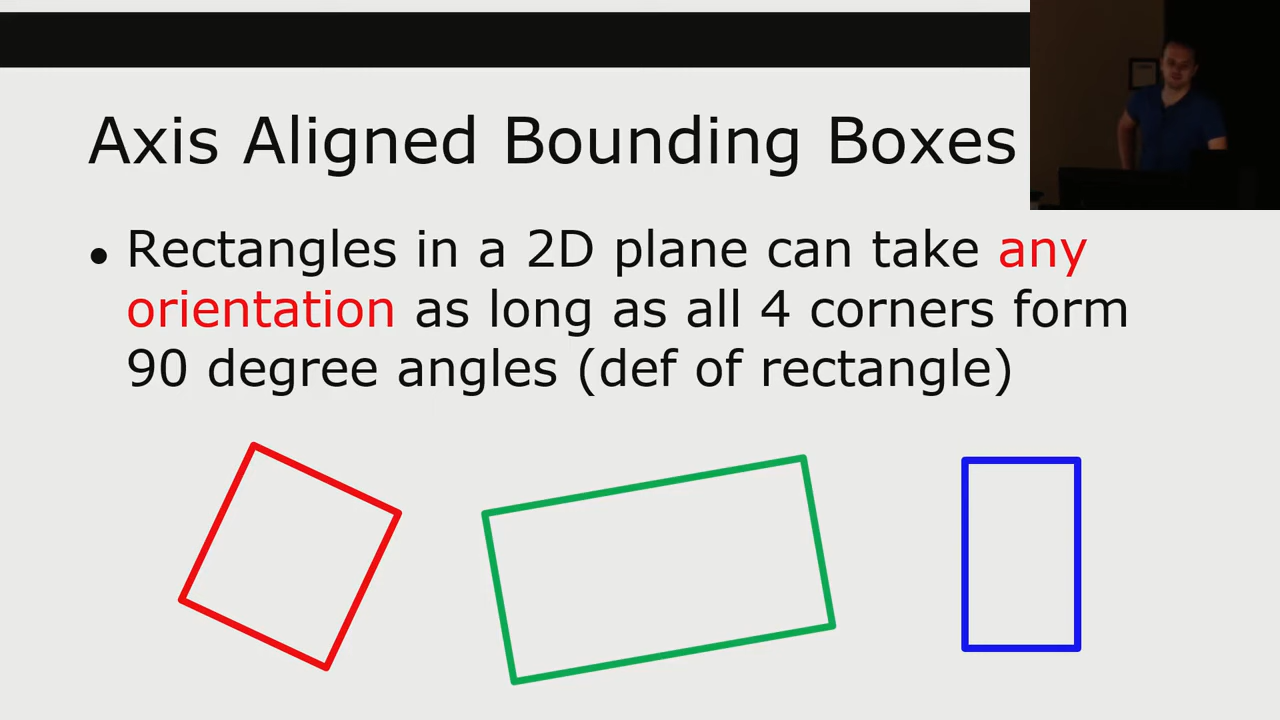 Axis Aligned Bounding Boxes
• Rectangles in a 2D plane can take any
orientation as long as all 4 corners form
90 degree angles (def of rectangle)